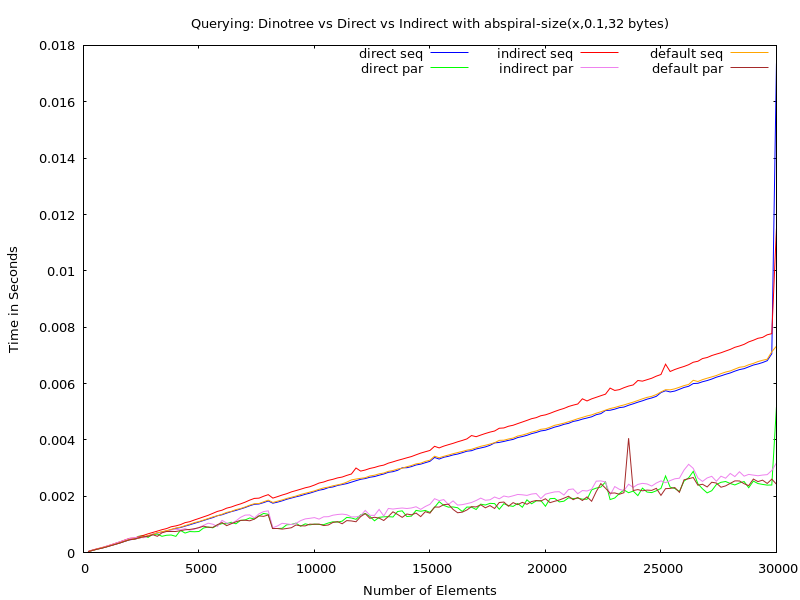 Querying: Dinotree vs Direct vs Indirect with abspiral-size(x,0.1,32 bytes)
0.018
direct seq indirect seq default seq
direct par indirect par default par
0.016
0.014
0.012
0.01
0.008
0.006
0.004
0.002
0
0 5000 10000 15000 20000 25000 30000
Time in Seconds
Number of Elements